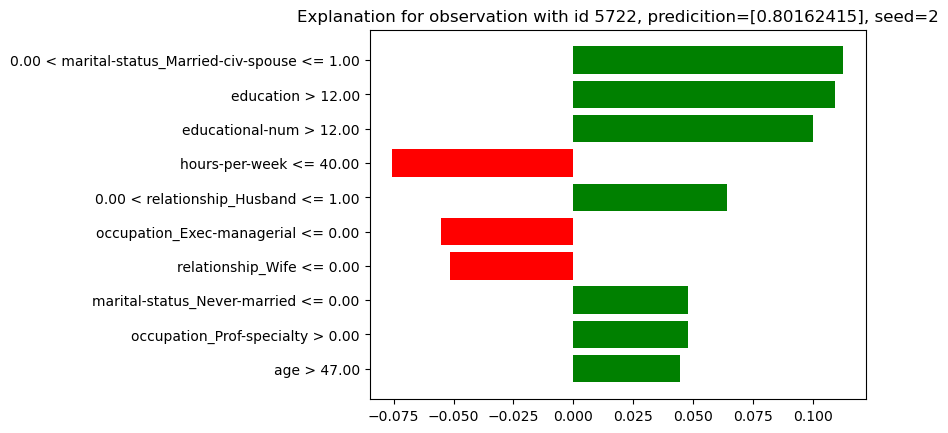 Explanation for observation with id 5722, predicition=[0.80162415], seed=2
0.00 < marital-status_Married-civ-spouse <= 1.00
education > 12.00
educational-num > 12.00
hours-per-week <= 40.00
0.00 < relationship_Husband <= 1.00
occupation_Exec-managerial <= 0.00
relationship_Wife <= 0.00
marital-status_Never-married <= 0.00
occupation_Prof-specialty > 0.00
age > 47.00
−0.075 −0.050 −0.025 0.000 0.025 0.050 0.075 0.100